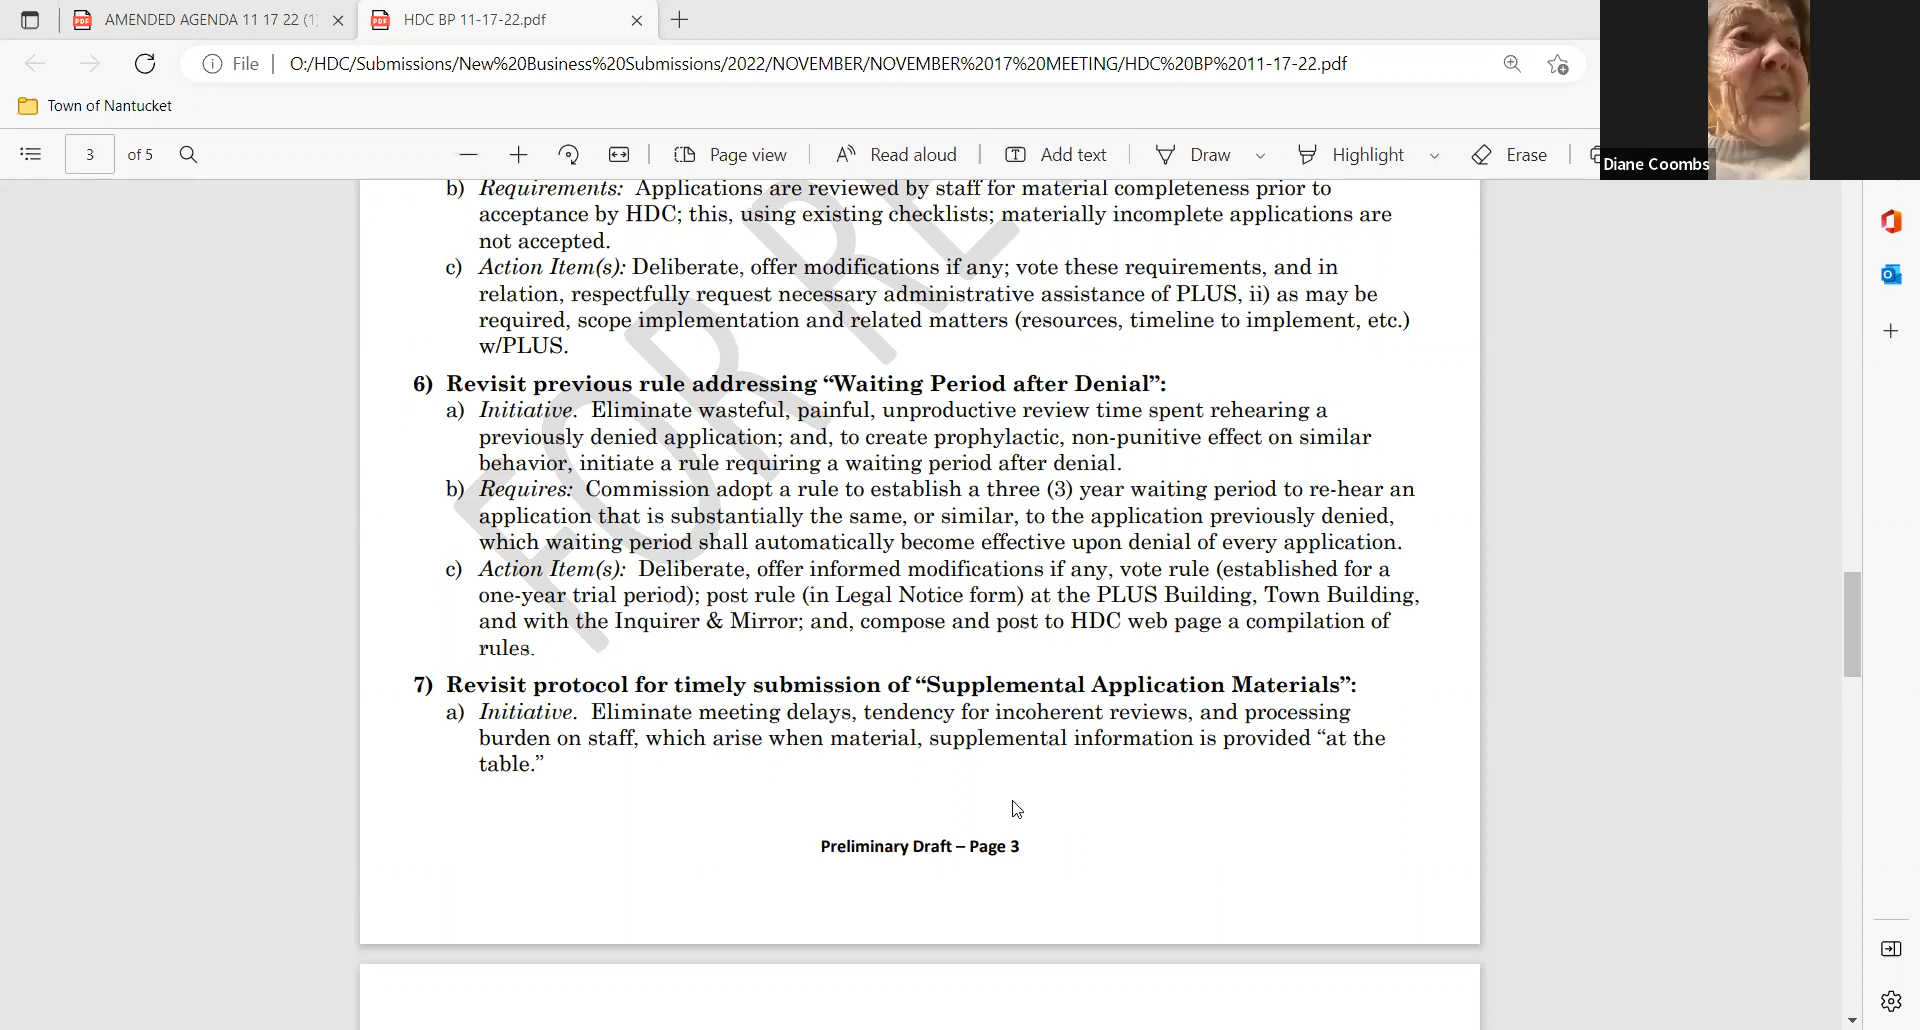 AMENDED AGENDA 11 17 22 (1)
HDC BP 11-17-22.pdf
File
O:/HDC/Submissions/New%20Business%20Submissions/2022/NOVEMBER/NOVEMBER%2017%20MEETING/HDC%20BP%2011-17-22.pdf
Town of Nantucket
3 of 5
Page view
Read aloud
Add text
Draw
Highlight
Erase
Diane Coombs
b) Requirements: Applications are reviewed by staff for material completeness prior to
acceptance by HDC; this, using existing checklists; materially incomplete applications are
not accepted.
c) Action Item(s): Deliberate, offer modifications if any; vote these requirements, and in
relation, respectfully request necessary administrative assistance of PLUS, ii) as may be
required, scope implementation and related matters (resources, timeline to implement, etc.)
w/PLUS.
6) Revisit previous rule addressing “Waiting Period after Denial”:
a) Initiative. Eliminate wasteful, painful, unproductive review time spent rehearing a
previously denied application; and, to create prophylactic, non-punitive effect on similar
behavior, initiate a rule requiring a waiting period after denial.
b) Requires: Commission adopt a rule to establish a three (3) year waiting period to re-hear an
application that is substantially the same, or similar, to the application previously denied,
which waiting period shall automatically become effective upon denial of every application.
c) Action Item(s): Deliberate, offer informed modifications if any, vote rule (established for a
one-year trial period); post rule (in Legal Notice form) at the PLUS Building, Town Building,
and with the Inquirer & Mirror; and, compose and post to HDC web page a compilation of
rules.
7) Revisit protocol for timely submission of “Supplemental Application Materials”:
a) Initiative. Eliminate meeting delays, tendency for incoherent reviews, and processing
burden on staff, which arise when material, supplemental information is provided “at the
table.”
Preliminary Draft – Page 3
FOR RE